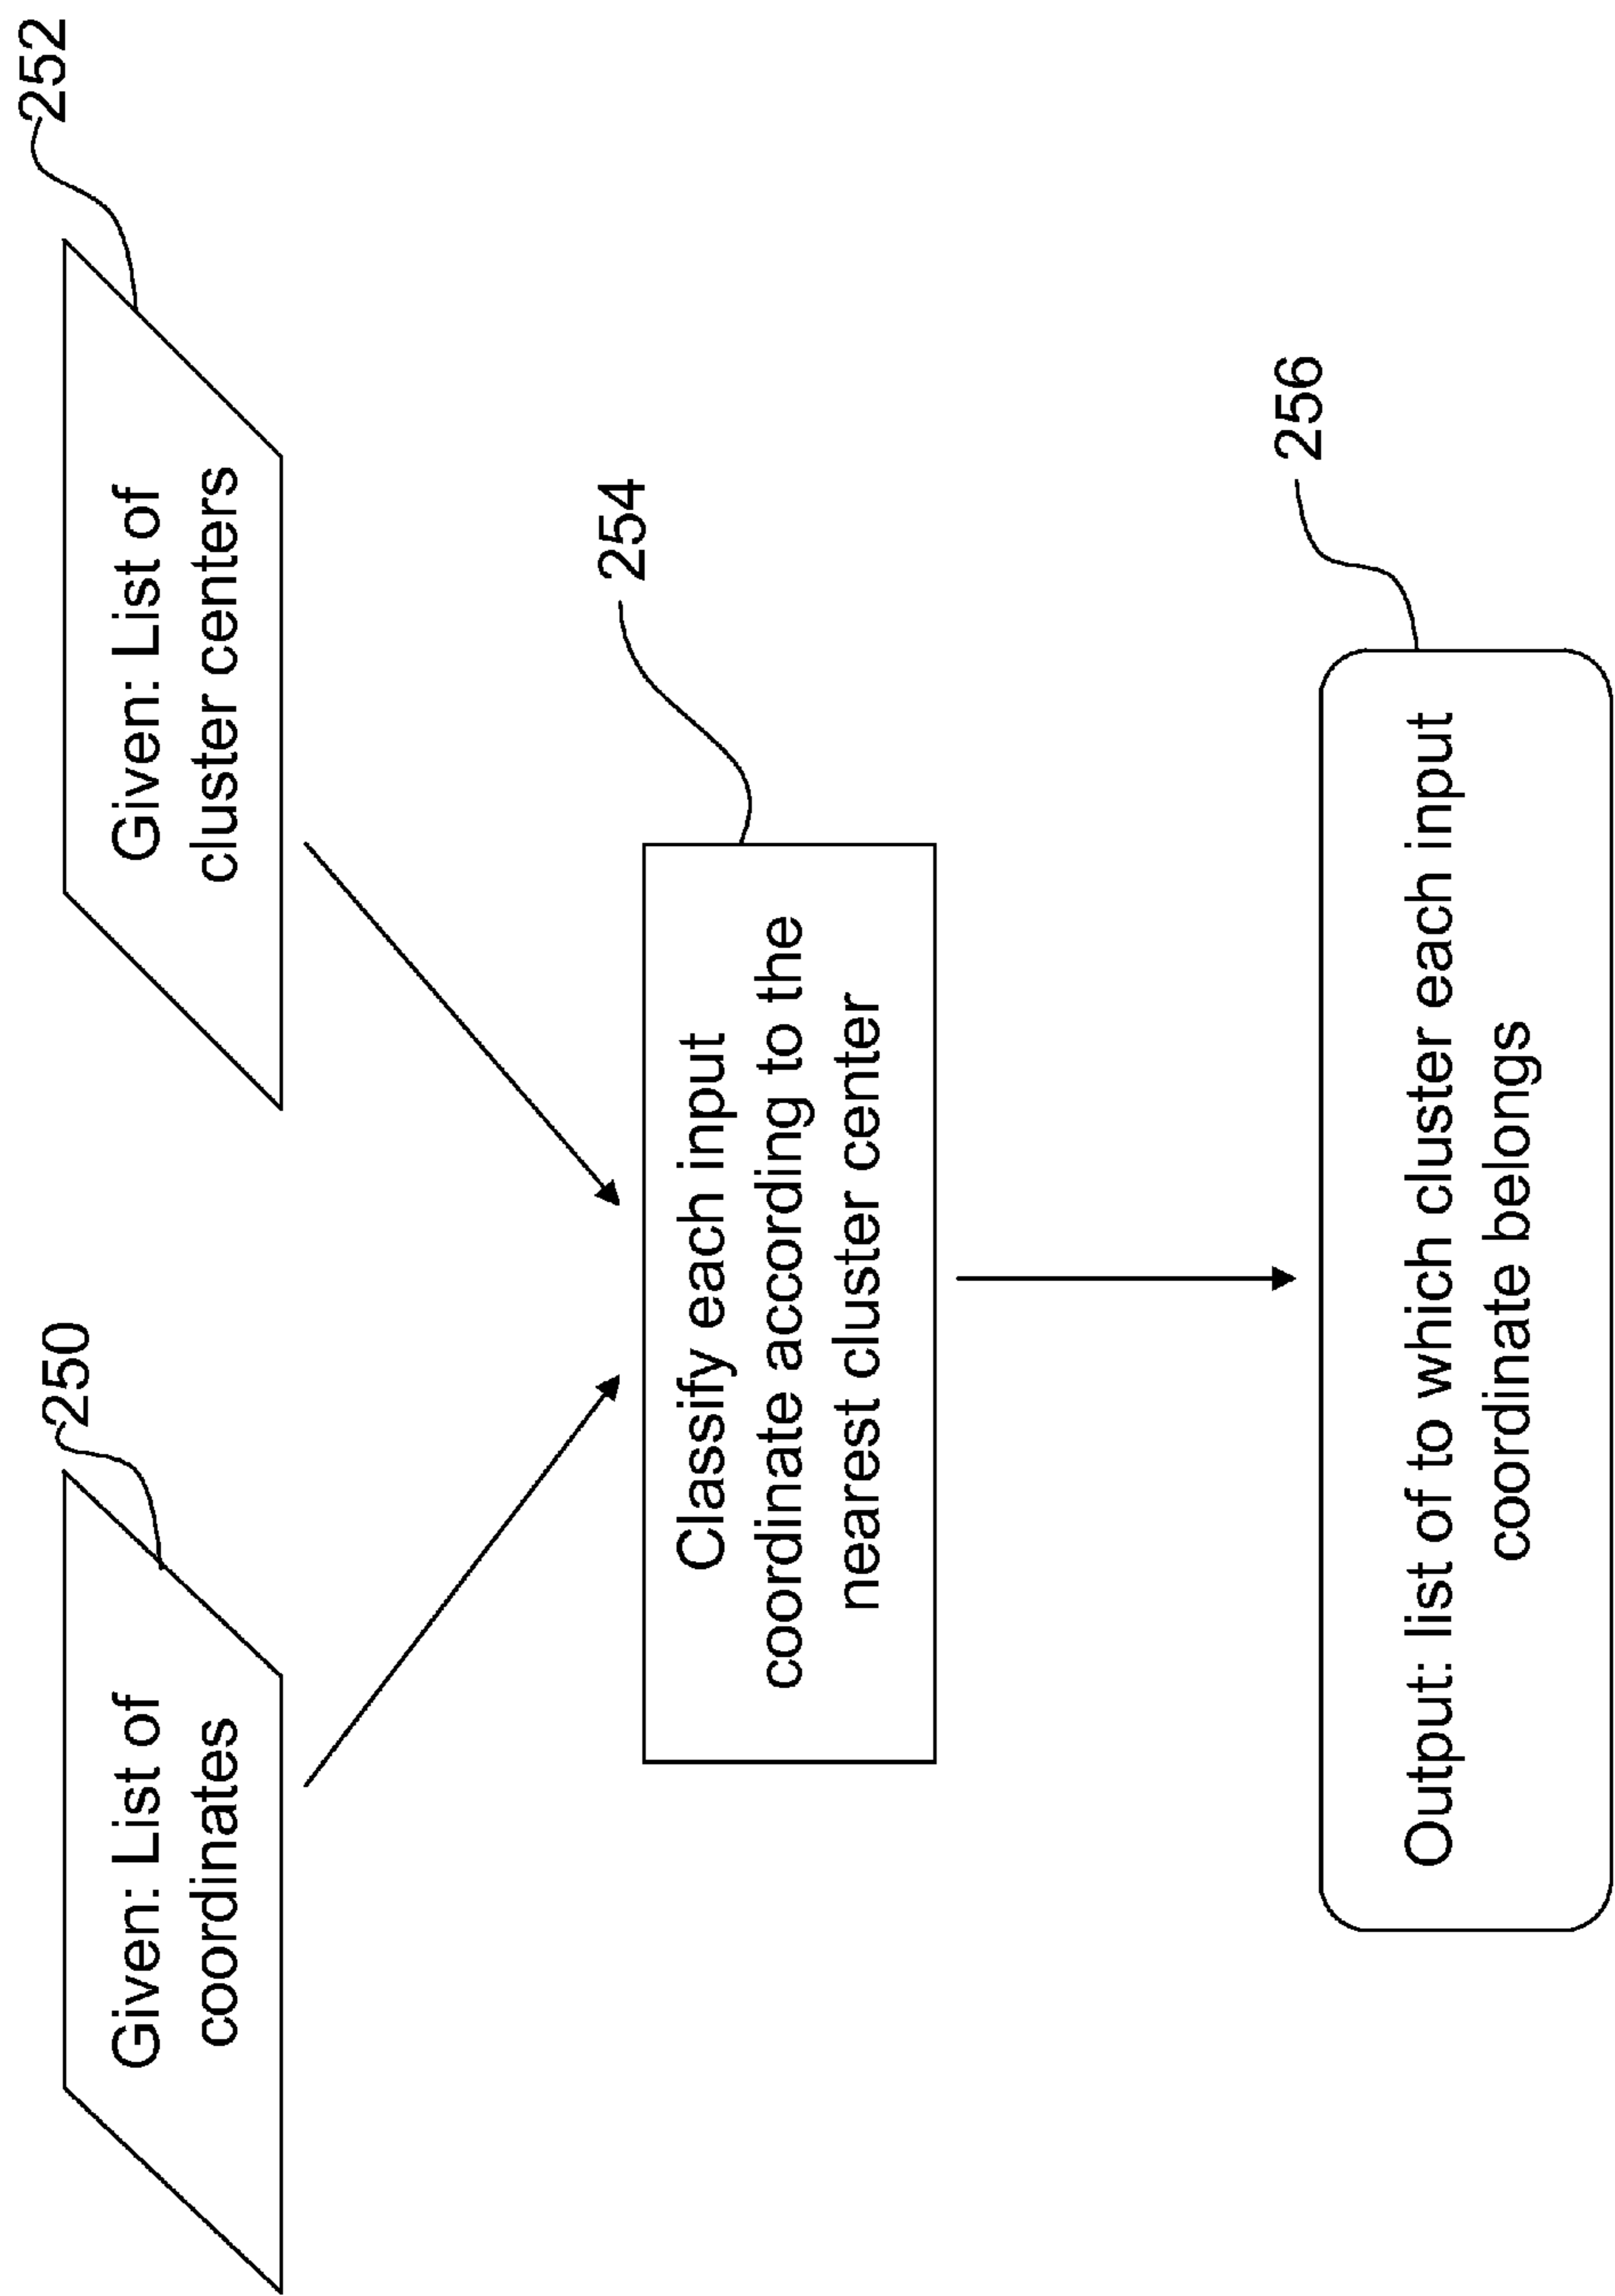 250
Given: List of
coordinates
252
Given: List of
cluster centers
254
Classify each input
coordinate according to the
nearest cluster center
256
Output: list of to which cluster each input
coordinate belongs